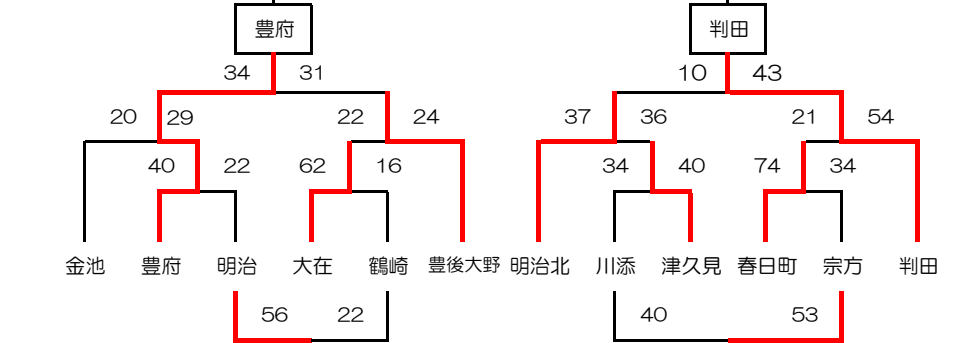 豊府 判田
34 31 10 43
20 29 22 24 37 36 21 54
40 22 62 16 34 40 74 34
金池 豊府 明治 大在 鶴崎 豊後大野 明治北 川添 津久見 春日町 宗方 判田
56 22 40 53